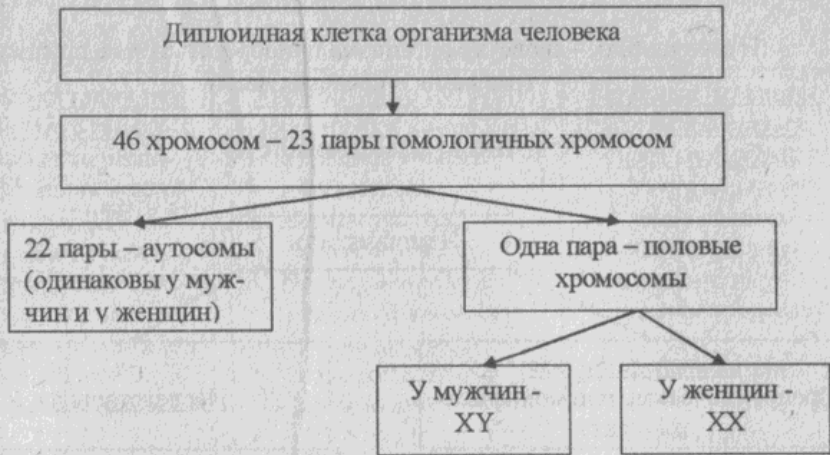 Диплоидная клетка организма человека
46 хромосом – 23 пары гомологичных хромосом
22 пары – аутосомы
(одинаковы у муж-
чин и у женщин)
Одна пара – половые
хромосомы
У мужчин -
XY
У женщин -
XX